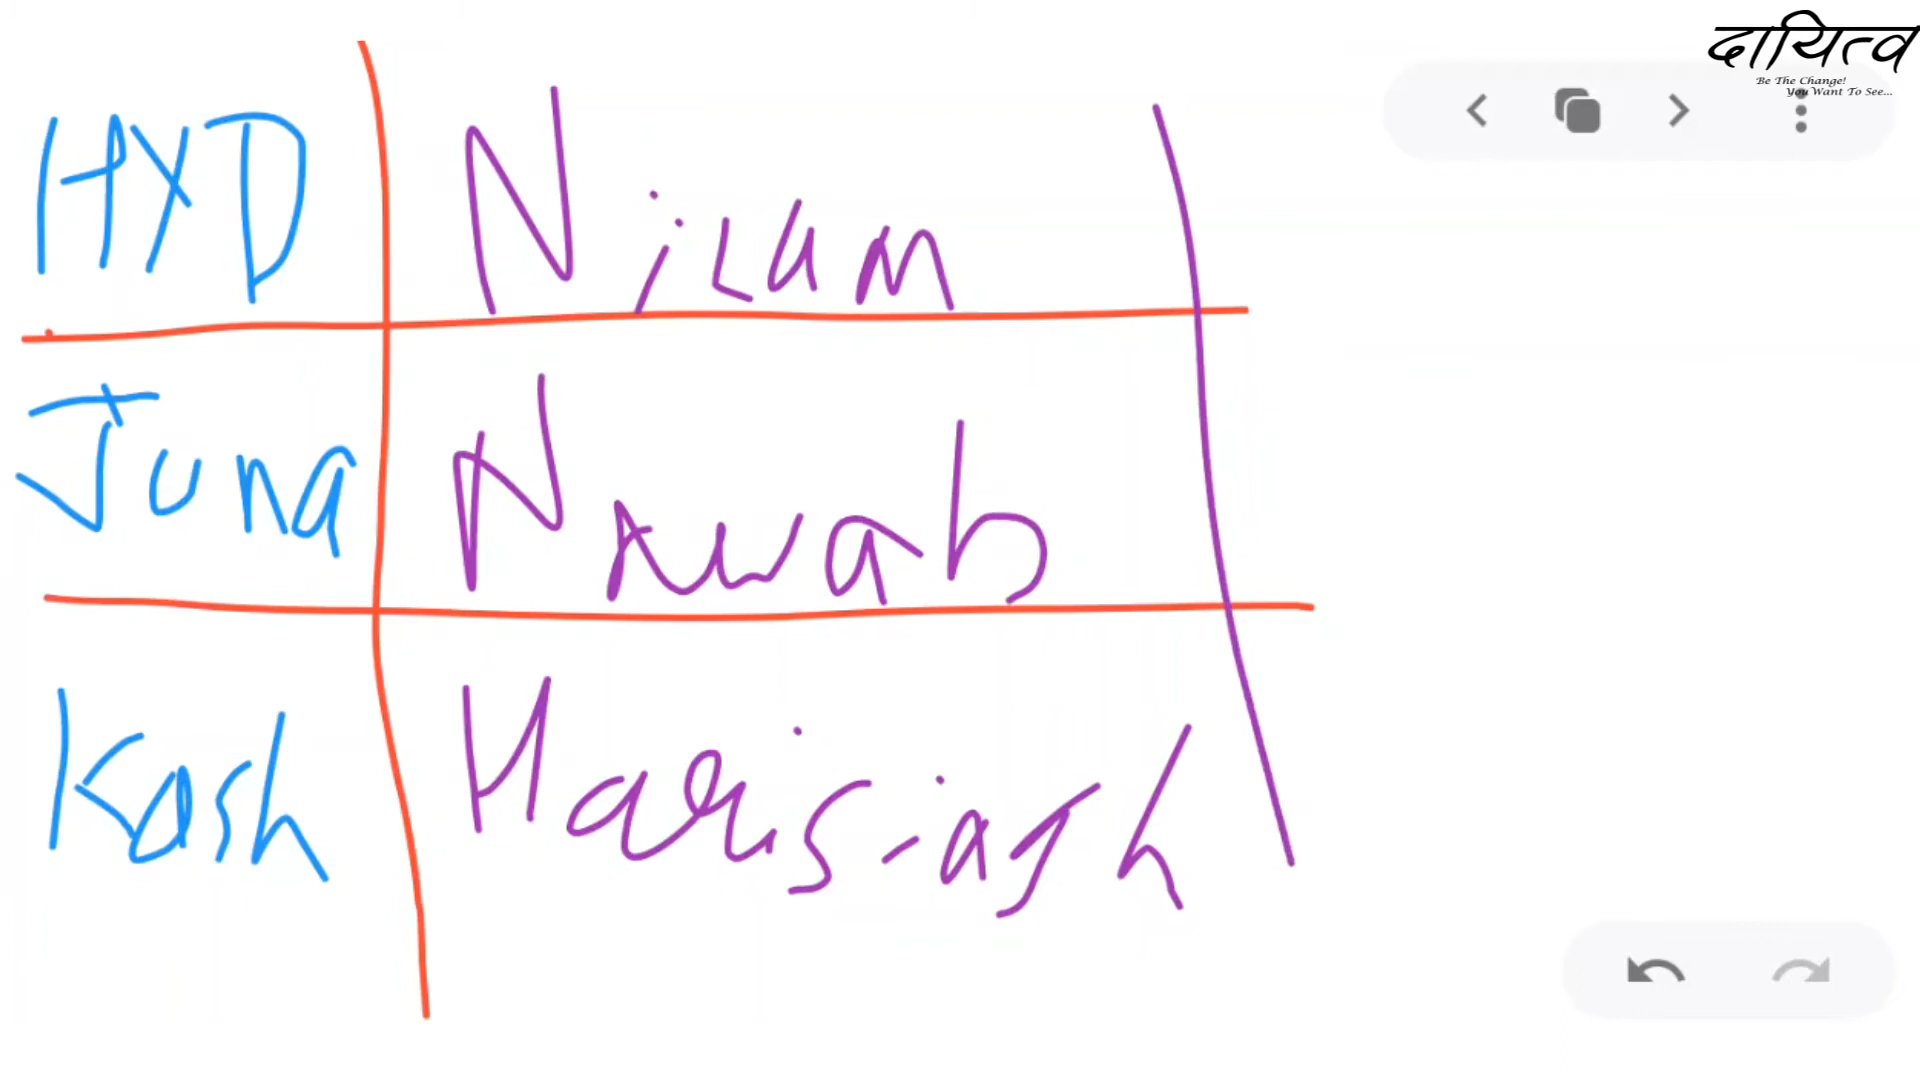 दायित्व
Be The Change!
You Want To See...
HYD Nizam
Juna Nawab
Kash Harisingh